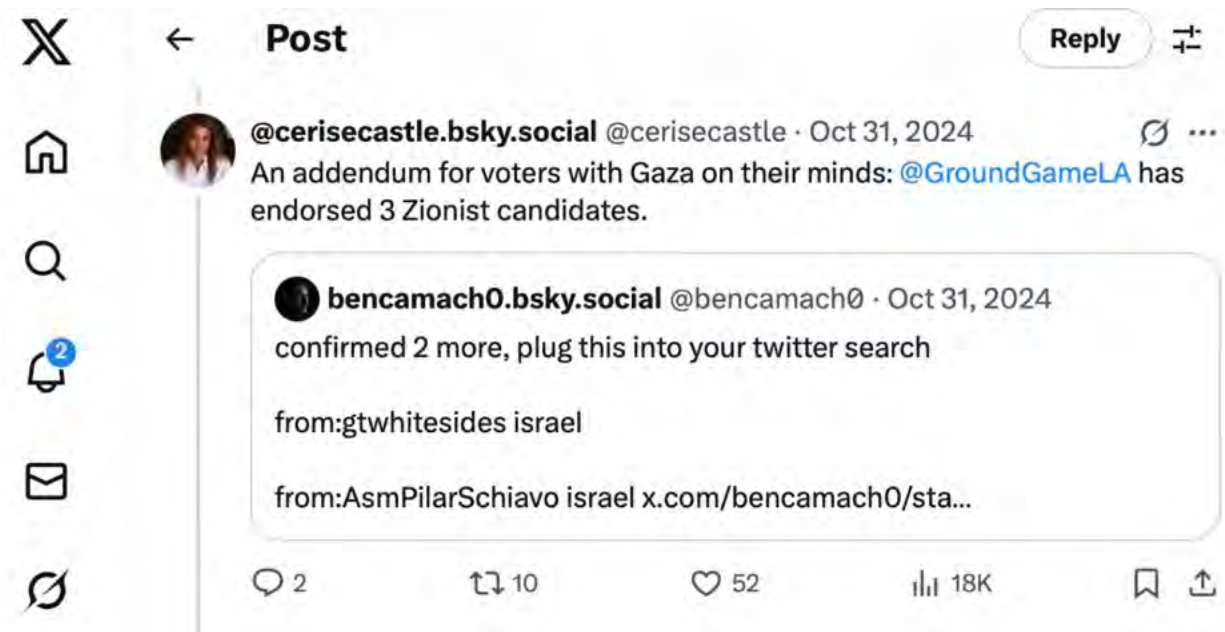 Post
Reply
@cerisecastle.bsky.social @cerisecastle · Oct 31, 2024
An addendum for voters with Gaza on their minds: @GroundGameLA has
endorsed 3 Zionist candidates.
bencamach0.bsky.social @bencamach0 · Oct 31, 2024
confirmed 2 more, plug this into your twitter search
from:gtwhitesides israel
2
from:AsmPilarSchiavo israel x.com/bencamach0/sta...
2
10
52
18K